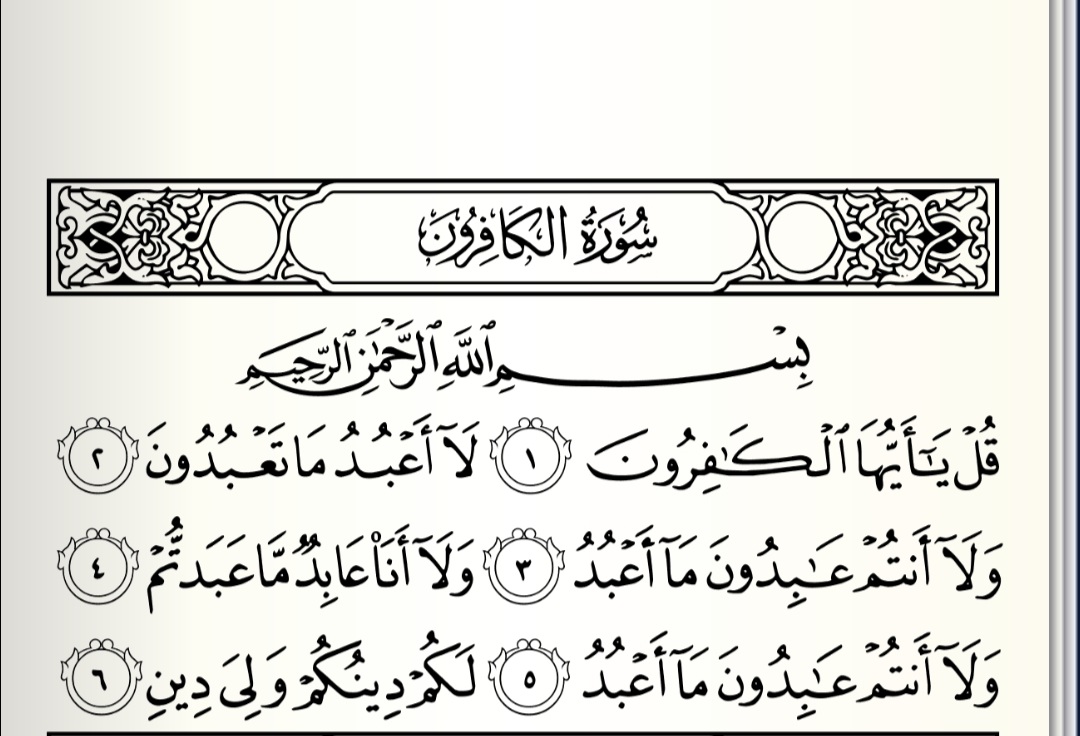 سُورَةُ الكَافِرُونَ
بِسْمِ ٱللَّهِ ٱلرَّحْمَٰنِ ٱلرَّحِيمِ
قُلْ يَٰٓأَيُّهَا ٱلْكَٰفِرُونَ ١ لَآ أَعْبُدُ مَا تَعْبُدُونَ ٢
وَلَآ أَنتُمْ عَٰبِدُونَ مَآ أَعْبُدُ ٣ وَلَآ أَنَا۠ عَابِدٌ مَّا عَبَدتُّمْ ٤
وَلَآ أَنتُمْ عَٰبِدُونَ مَآ أَعْبُدُ ٥ لَكُمْ دِينُكُمْ وَلِىَ دِينِ ٦